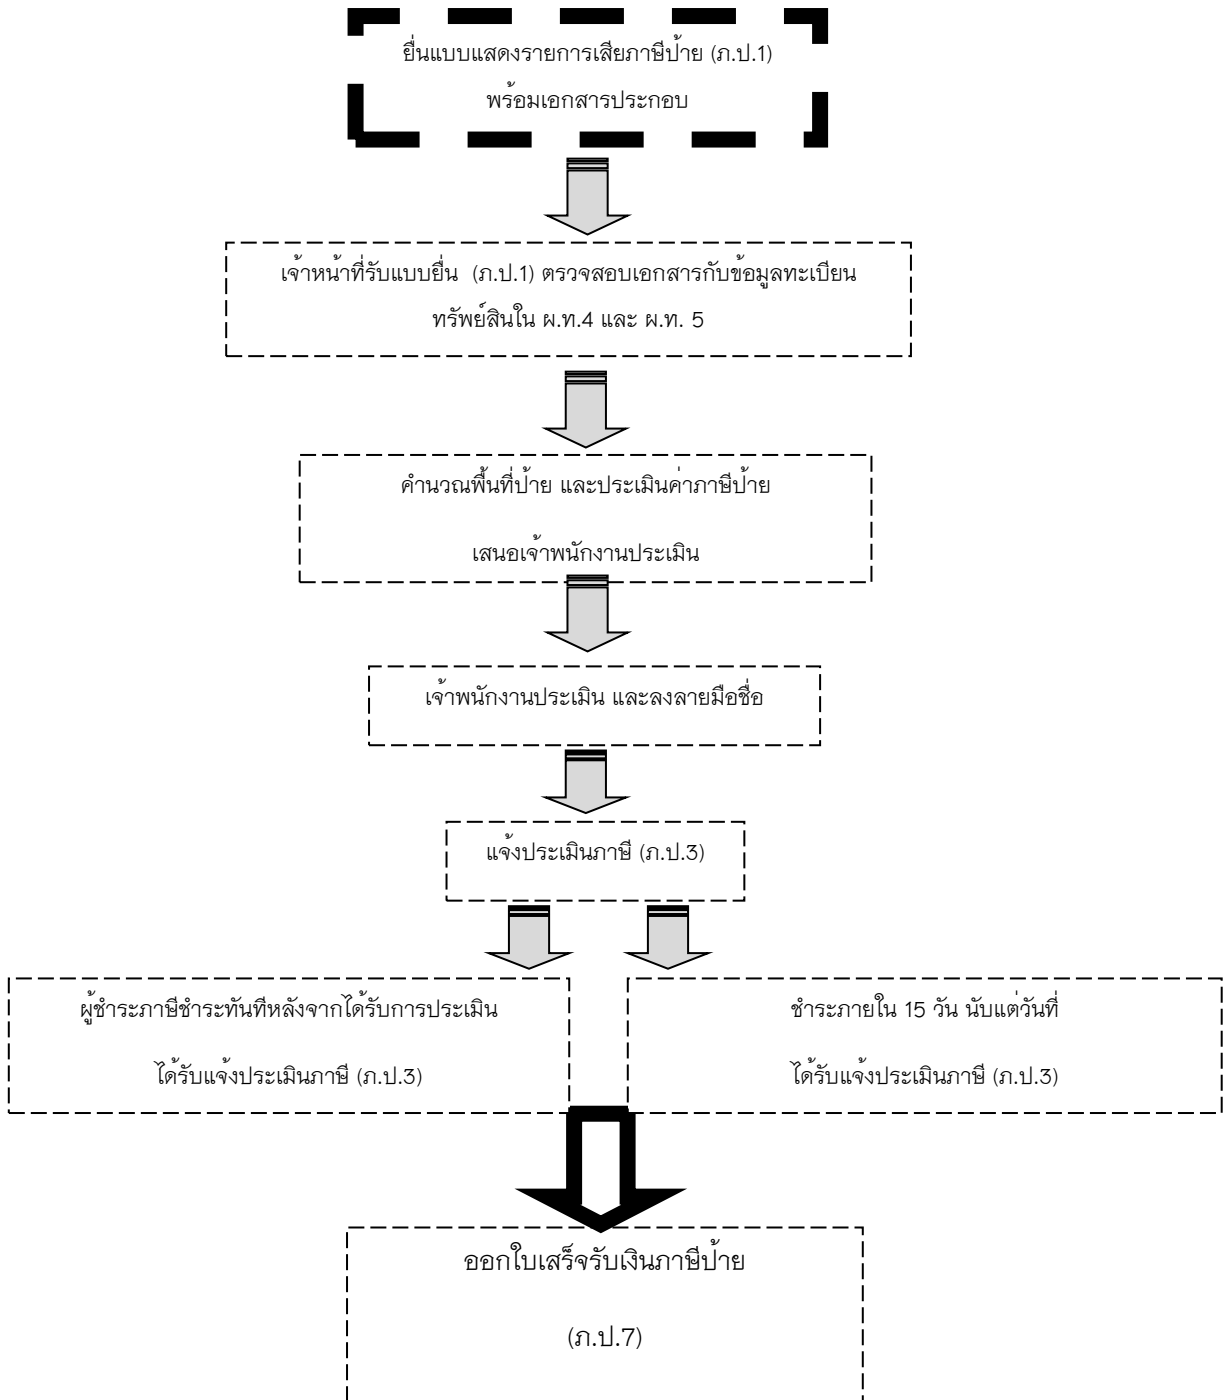 ยื่นแบบแสดงรายการเสียภาษีป้าย (ภ.ป.1)
พร้อมเอกสารประกอบ
เจ้าหน้าที่รับแบบยื่น (ภ.ป.1) ตรวจสอบเอกสารกับข้อมูลทะเบียน
ทรัพย์สินใน ผ.ท.4 และ ผ.ท. 5
คำนวณพื้นที่ป้าย และประเมินค่าภาษีป้าย
เสนอเจ้าพนักงานประเมิน
เจ้าพนักงานประเมิน และลงลายมือชื่อ
แจ้งประเมินภาษี (ภ.ป.3)
ผู้ชำระภาษีชำระทันทีหลังจากได้รับการประเมิน
ได้รับแจ้งประเมินภาษี (ภ.ป.3)
ชำระภายใน 15 วัน นับแต่วันที่
ได้รับแจ้งประเมินภาษี (ภ.ป.3)
ออกใบเสร็จรับเงินภาษีป้าย
(ภ.ป.7)